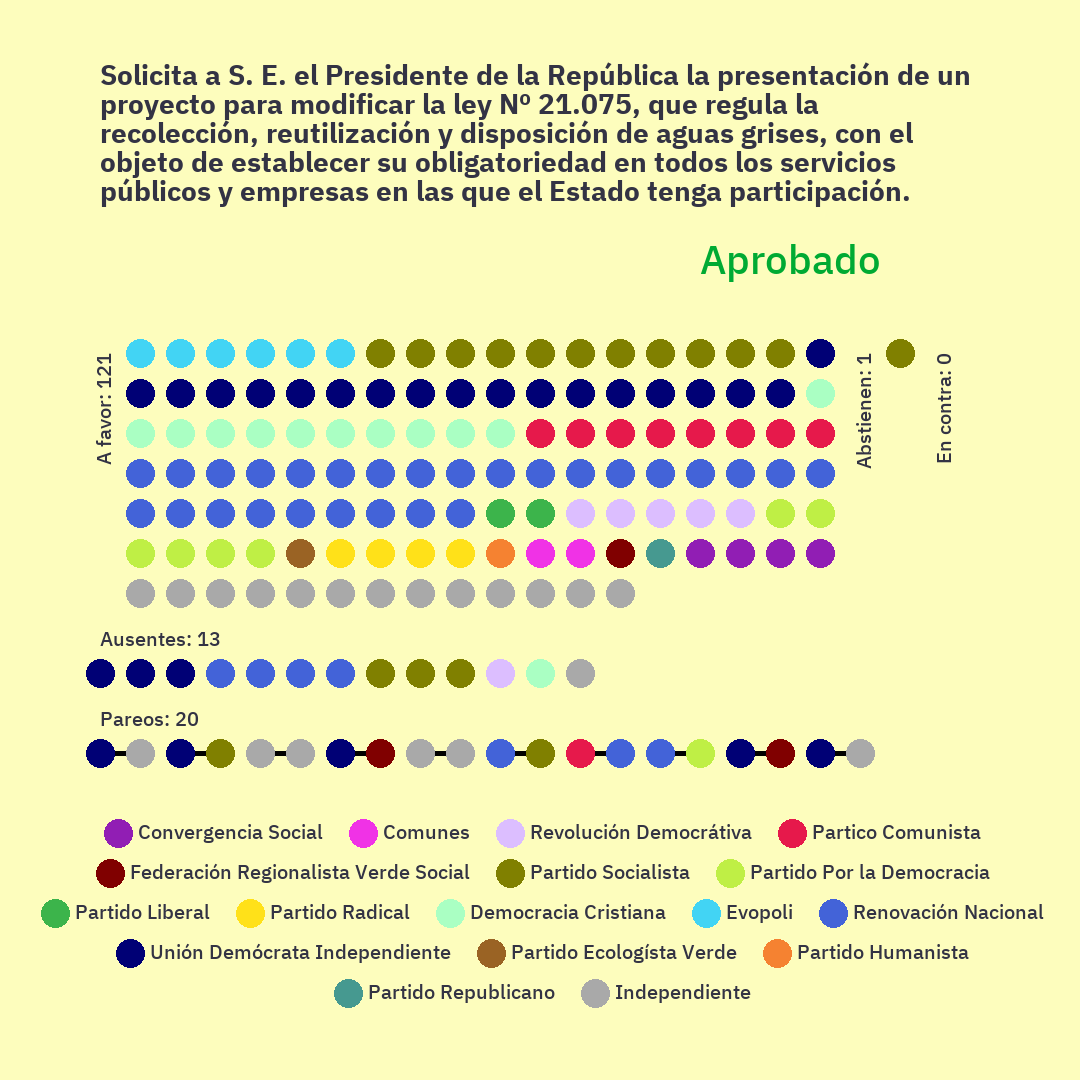 Solicita a S. E. el Presidente de la República la presentación de un
proyecto para modificar la ley Nº 21.075, que regula la
recolección, reutilización y disposición de aguas grises, con el
objeto de establecer su obligatoriedad en todos los servicios
públicos y empresas en las que el Estado tenga participación.
Aprobado
A favor: 121
Abstienen: 1
En contra: 0
Ausentes: 13
Pareos: 20
Convergencia Social Comunes Revolución Democrátiva Partico Comunista
Federación Regionalista Verde Social Partido Socialista Partido Por la Democracia
Partido Liberal Partido Radical Democracia Cristiana Evopoli Renovación Nacional
Unión Demócrata Independiente Partido Ecologísta Verde Partido Humanista
Partido Republicano Independiente